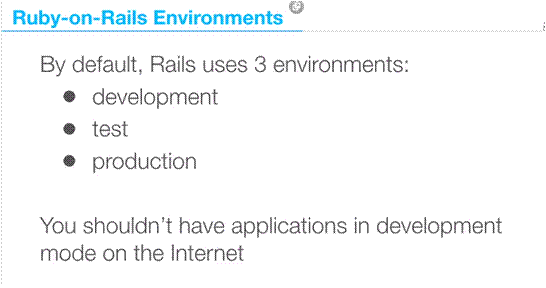 Ruby-on-Rails Environments
By default, Rails uses 3 environments:
● development
● test
● production
You shouldn’t have applications in development
mode on the Internet